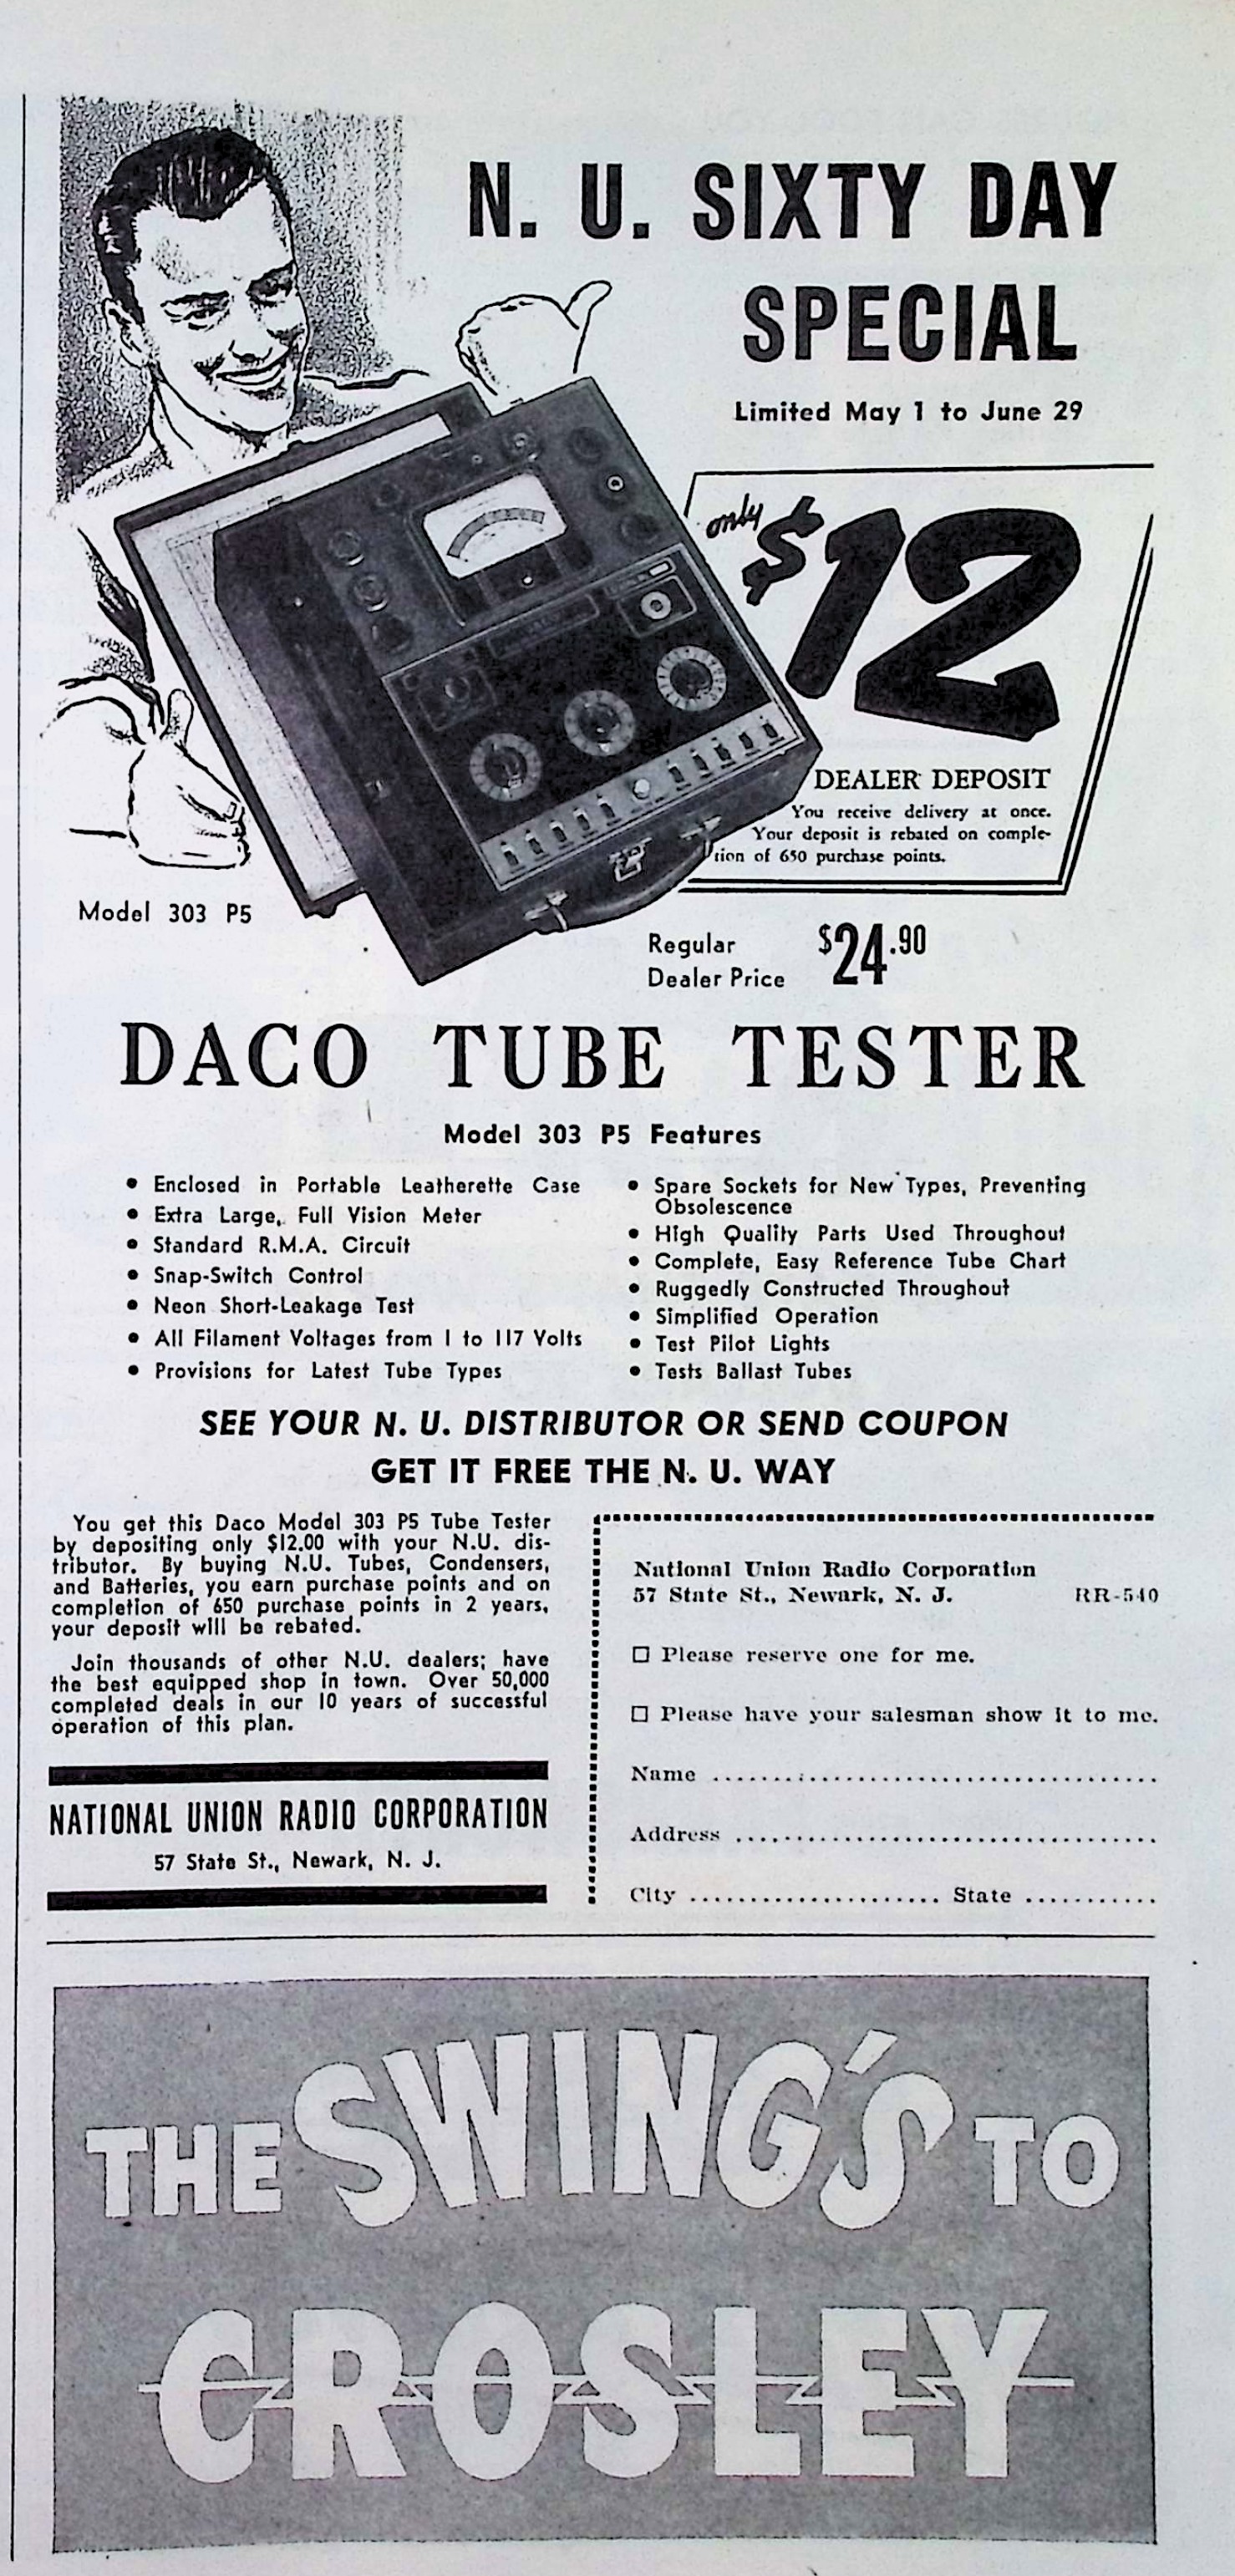 N. U. SIXTY DAY
SPECIAL
Limited May 1 to June 29
only $12
DEALER DEPOSIT
You receive delivery at once.
Your deposit is rebated on comple-
tion of 650 purchase points.
Model 303 P5
Regular
Dealer Price
$24.90
DACO TUBE TESTER
Model 303 P5 Features
• Enclosed in Portable Leatherette Case
• Extra Large, Full Vision Meter
• Standard R.M.A. Circuit
• Snap-Switch Control
• Neon Short-Leakage Test
• All Filament Voltages from 1 to 117 Volts
• Provisions for Latest Tube Types
• Spare Sockets for New Types, Preventing
Obsolescence
• High Quality Parts Used Throughout
• Complete, Easy Reference Tube Chart
• Ruggedly Constructed Throughout
• Simplified Operation
• Test Pilot Lights
• Tests Ballast Tubes
SEE YOUR N. U. DISTRIBUTOR OR SEND COUPON
GET IT FREE THE N. U. WAY
You get this Daco Model 303 P5 Tube Tester
by depositing only $12.00 with your N.U. dis-
tributor. By buying N.U. Tubes, Condensers,
and Batteries, you earn purchase points and on
completion of 650 purchase points in 2 years,
your deposit will be rebated.
Join thousands of other N.U. dealers; have
the best equipped shop in town. Over 50,000
completed deals in our 10 years of successful
operation of this plan.
NATIONAL UNION RADIO CORPORATION
57 State St., Newark, N. J.
National Union Radio Corporation
57 State St., Newark, N. J. RR-540
☐ Please reserve one for me.
☐ Please have your salesman show it to me.
Name ........................................
Address .....................................
City ..................... State ...........
THE SWING'S TO
CROSLEY